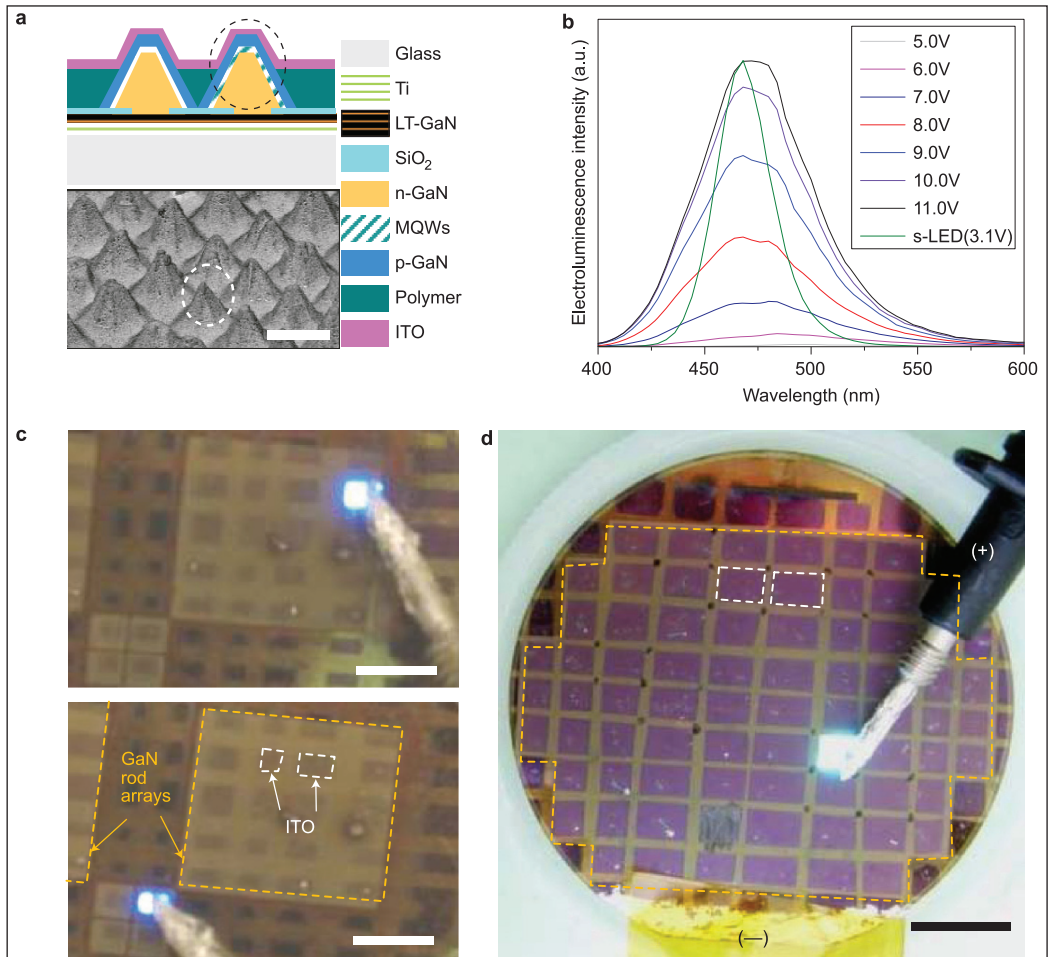 a
Glass
Ti
LT-GaN
SiO₂
n-GaN
MQWs
p-GaN
Polymer
ITO
b
Electroluminescence intensity (a.u.)
5.0V
6.0V
7.0V
8.0V
9.0V
10.0V
11.0V
s-LED(3.1V)
400
450
500
550
600
Wavelength (nm)
c
GaN
rod
arrays
ITO
d
(+)
(—)